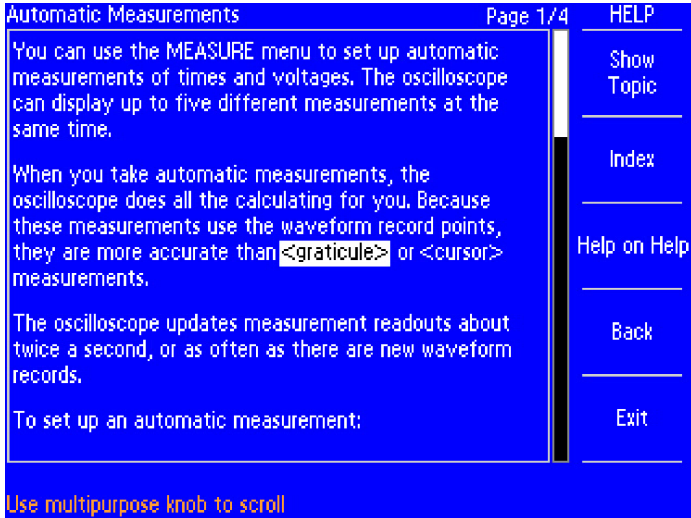 Automatic Measurements Page 1/4 HELP
You can use the MEASURE menu to set up automatic
measurements of times and voltages. The oscilloscope
can display up to five different measurements at the
same time.
When you take automatic measurements, the
oscilloscope does all the calculating for you. Because
these measurements use the waveform record points,
they are more accurate than <graticule> or <cursor>
measurements.
The oscilloscope updates measurement readouts about
twice a second, or as often as there are new waveform
records.
To set up an automatic measurement:
Show
Topic
Index
Help on Help
Back
Exit
Use multipurpose knob to scroll